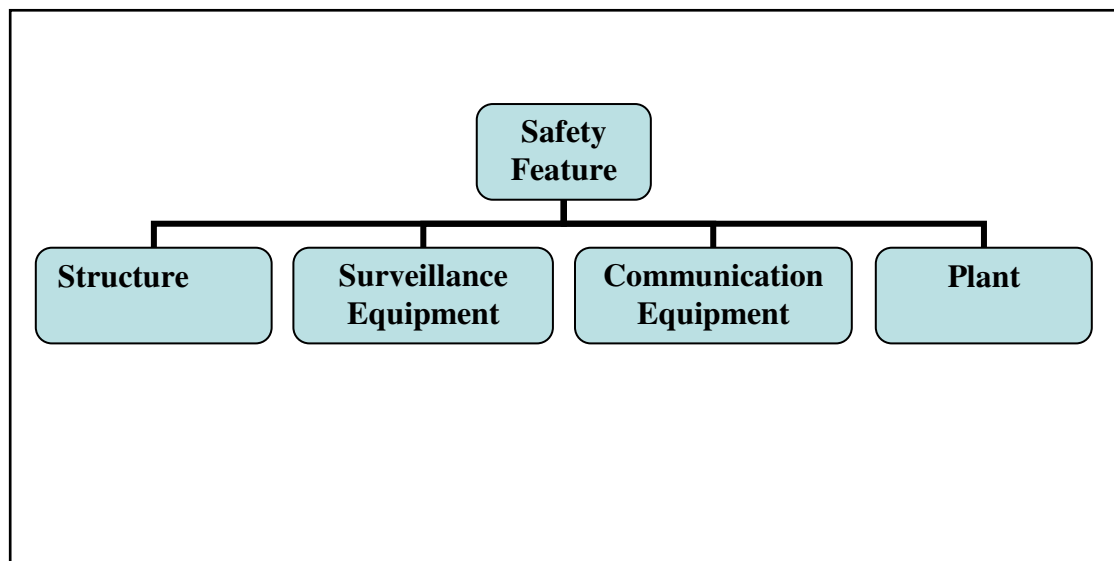 Safety
Feature
Structure
Surveillance
Equipment
Communication
Equipment
Plant